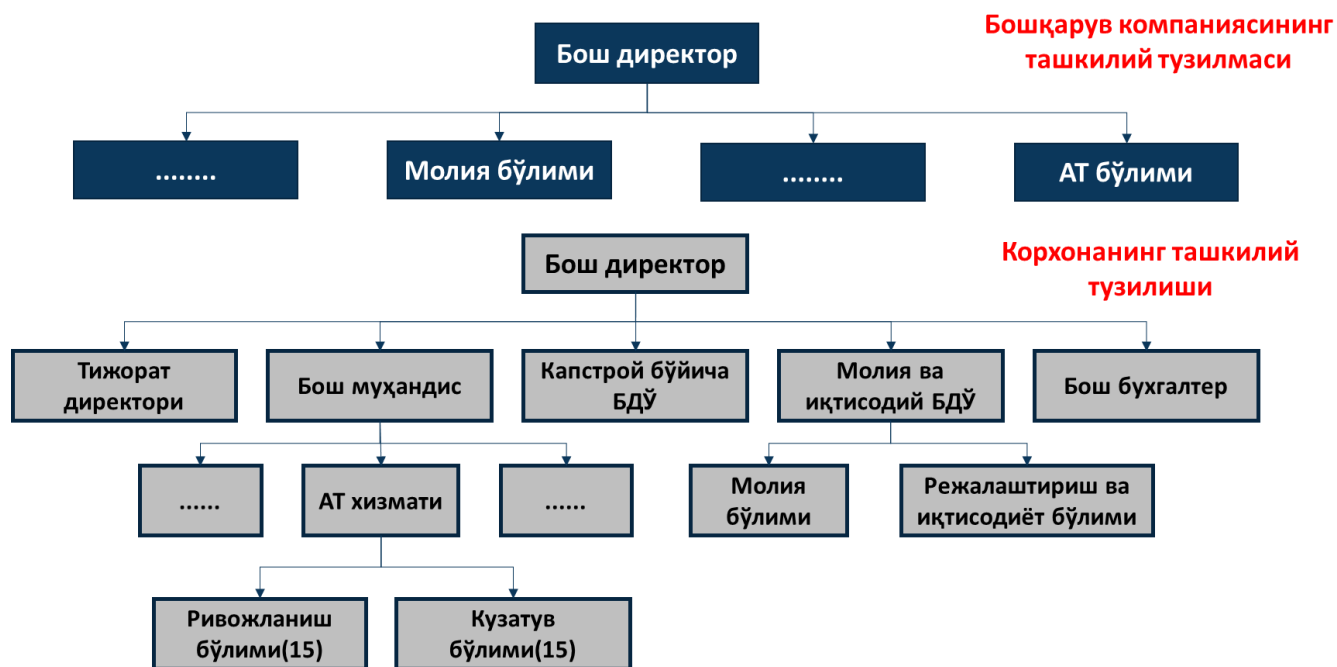 Бошқарув компаниясининг
ташкилий тузилмаси
Бош директор
........
Молия бўлими
........
АТ бўлими
Корхонанинг ташкилий
тузилиши
Бош директор
Тижорат
директори
Бош муҳандис
Капстрой бўйича
БДЎ
Молия ва
иқтисодий БДЎ
Бош бухгалтер
......
АТ хизмати
......
Молия
бўлими
Режалаштириш ва
иқтисодиёт бўлими
Ривожланиш
бўлими(15)
Кузатув
бўлими(15)